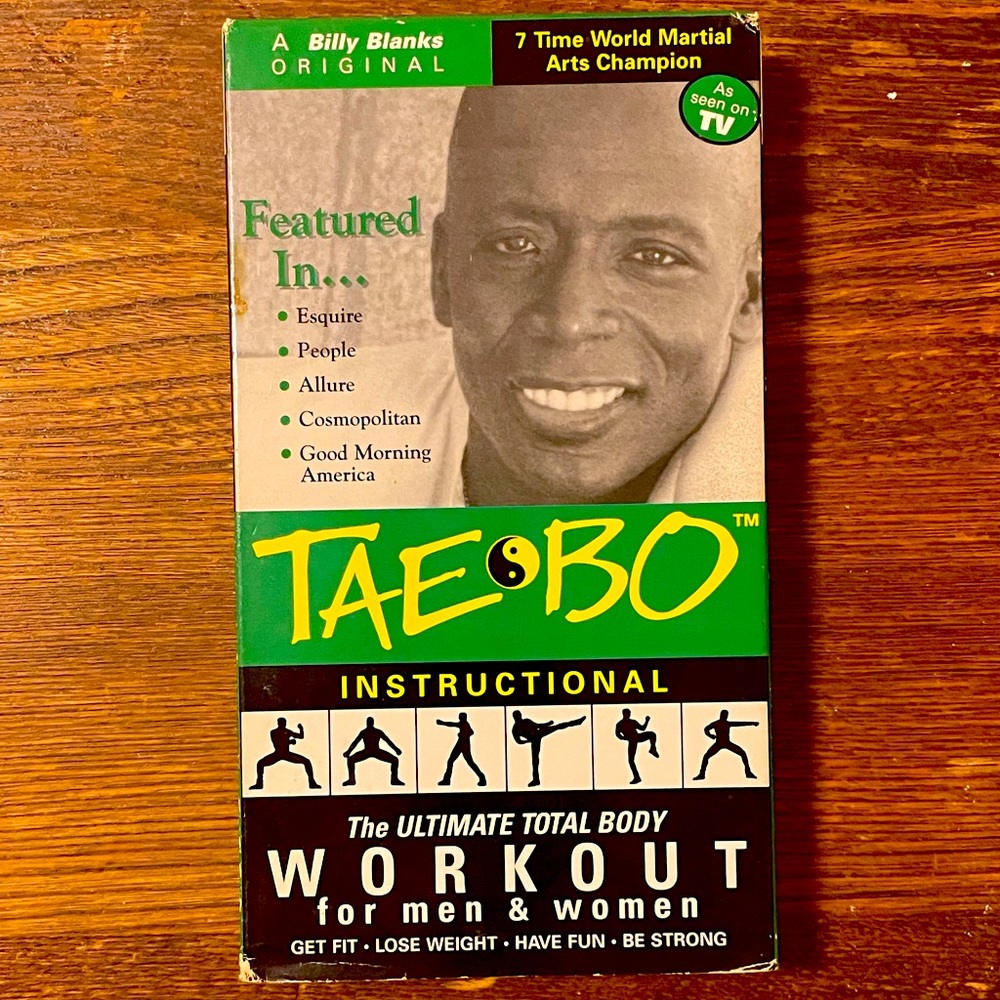 A Billy Blanks
ORIGINAL
7 Time World Martial
Arts Champion
As
seen on
TV
Featured
In...
• Esquire
• People
• Allure
• Cosmopolitan
• Good Morning
America
TAE BO™
INSTRUCTIONAL
The ULTIMATE TOTAL BODY
WORKOUT
for men & women
GET FIT • LOSE WEIGHT • HAVE FUN • BE STRONG